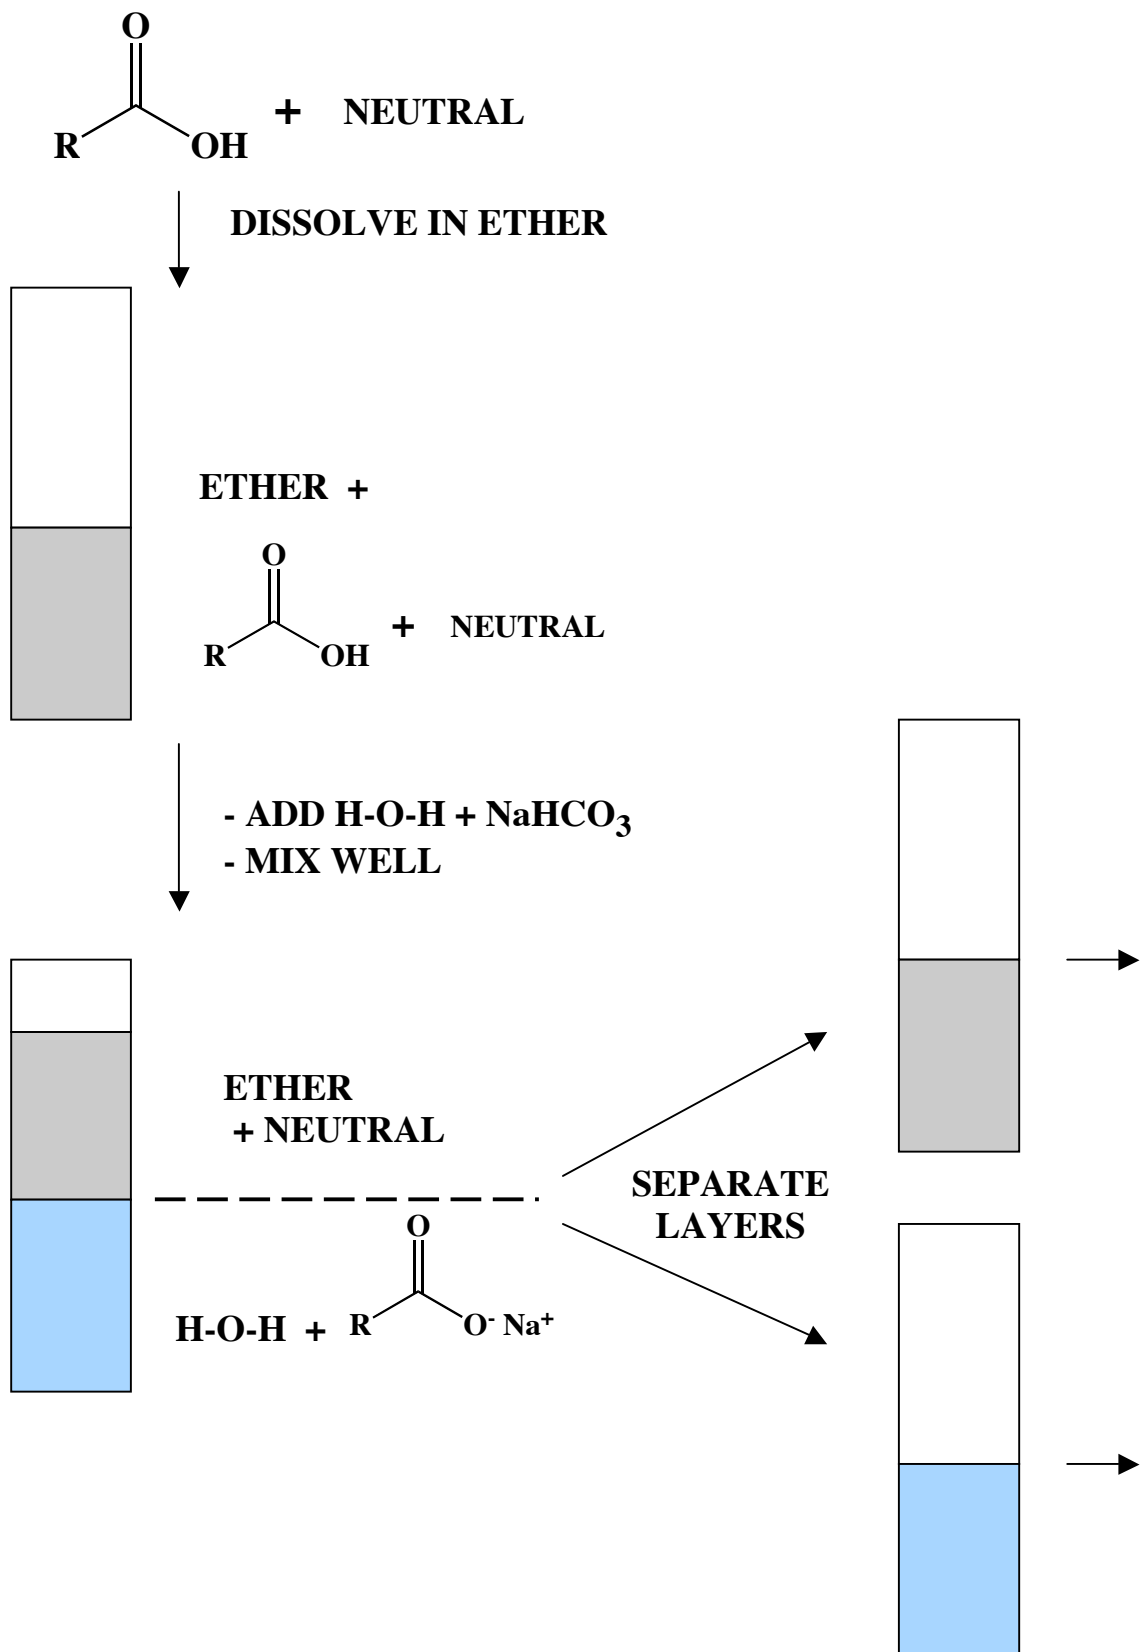 O
R
OH
+ NEUTRAL
DISSOLVE IN ETHER
ETHER +
O
R
OH
+ NEUTRAL
- ADD H-O-H + NaHCO3
- MIX WELL
ETHER
+ NEUTRAL
SEPARATE
LAYERS
O
H-O-H + R
O- Na+